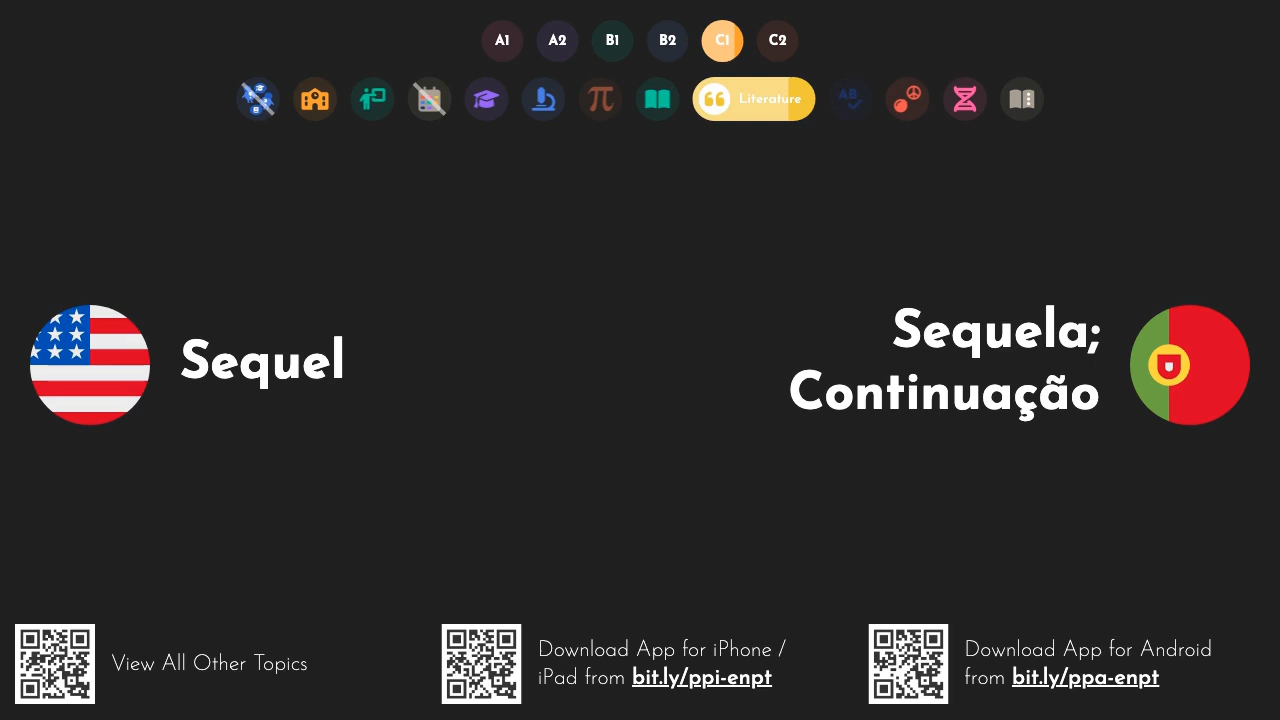 A1 A2 B1 B2 C1 C2
Literature
Sequel
Sequela;
Continuação
View All Other Topics
Download App for iPhone /
iPad from bit.ly/ppi-enpt
Download App for Android
from bit.ly/ppa-enpt